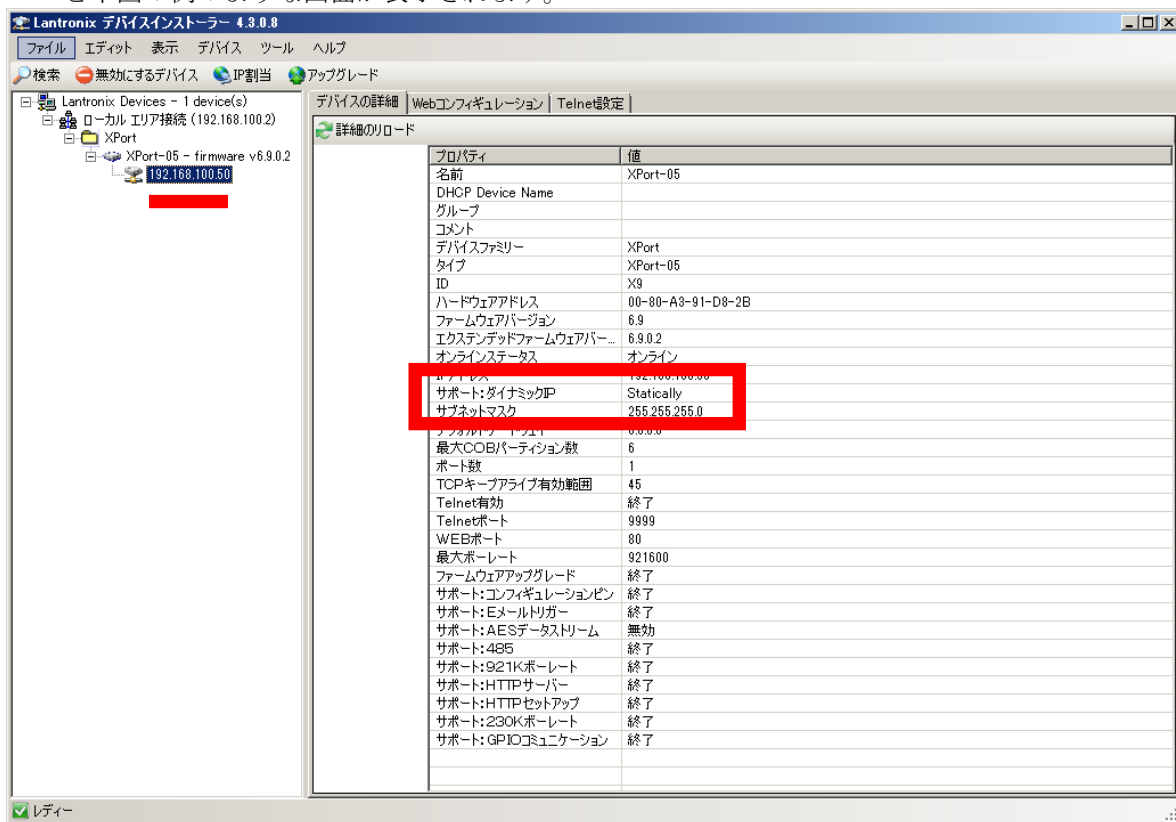 Lantronix デバイスインストーラー 4.3.0.8
ファイル エディット 表示 デバイス ツール ヘルプ
検索 無効にするデバイス IP割当 アップグレード
Lantronix Devices - 1 device(s)
ローカル エリア接続 (192.168.100.2)
XPort
XPort-05 - firmware v6.9.0.2
192.168.100.50
デバイスの詳細 Webコンフィギュレーション Telnet設定
詳細のリロード
プロパティ 値
名前 XPort-05
DHCP Device Name
グループ
コメント
デバイスファミリー XPort
タイプ XPort-05
ID X9
ハードウェアアドレス 00-80-A3-91-D8-2B
ファームウェアバージョン 6.9
エクステンデッドファームウェアバー... 6.9.0.2
オンラインステータス オンライン
サポート:ダイナミックIP Statically
サブネットマスク 255.255.255.0
最大COBパーティション数 6
ポート数 1
TCPキープアライブ有効範囲 45
Telnet有効 終了
Telnetポート 9999
WEBポート 80
最大ボーレート 921600
ファームウェアアップグレード 終了
サポート:コンフィギュレーションピン 終了
サポート:Eメールトリガー 終了
サポート:AESデータストリーム 無効
サポート:485 終了
サポート:921Kボーレート 終了
サポート:HTTPサーバー 終了
サポート:HTTPセットアップ 終了
サポート:230Kボーレート 終了
サポート:GPIOコミュニケーション 終了
レディー